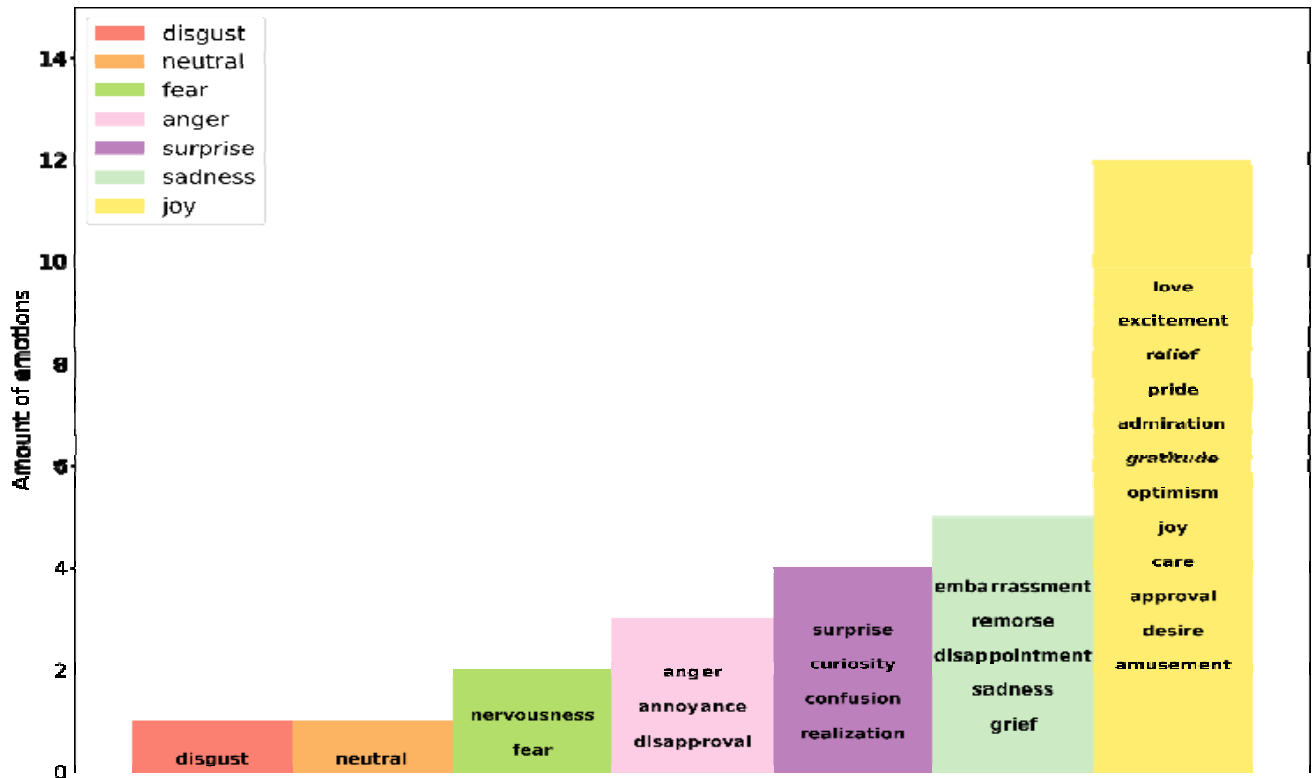 disgust
neutral
fear
anger
surprise
sadness
joy
14
12
10
8
6
4
2
0
Amount of emotions
disgust
neutral
nervousness
fear
anger
annoyance
disapproval
surprise
curiosity
confusion
realization
embarrassment
remorse
disappointment
sadness
grief
love
excitement
relief
pride
admiration
gratitude
optimism
joy
care
approval
desire
amusement